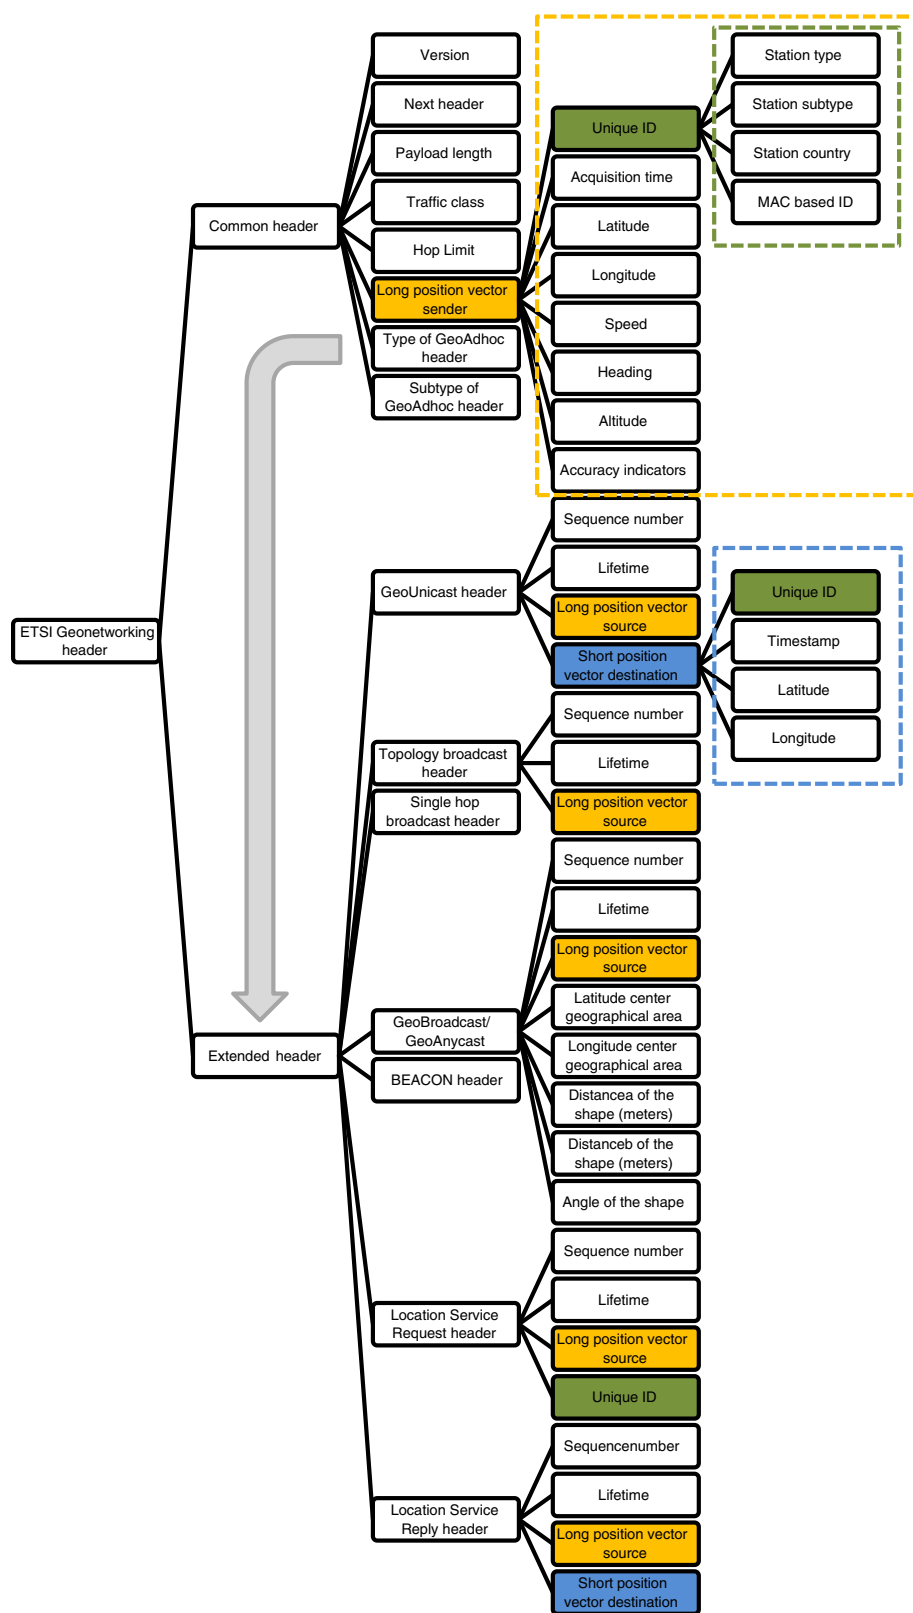 ETSI Geonetworking
header
Common header
Version
Next header
Payload length
Traffic class
Hop Limit
Long position vector
sender
Type of GeoAdhoc
header
Subtype of
GeoAdhoc header
Unique ID
Acquisition time
Latitude
Longitude
Speed
Heading
Altitude
Accuracy indicators
Station type
Station subtype
Station country
MAC based ID
Extended header
GeoUnicast header
Sequence number
Lifetime
Long position vector
source
Short position
vector destination
Unique ID
Timestamp
Latitude
Longitude
Topology broadcast
header
Sequence number
Lifetime
Long position vector
source
Single hop
broadcast header
GeoBroadcast/
GeoAnycast
Sequence number
Lifetime
Long position vector
source
Latitude center
geographical area
Longitude center
geographical area
Distancea of the
shape (meters)
Distanceb of the
shape (meters)
Angle of the shape
BEACON header
Location Service
Request header
Sequence number
Lifetime
Long position vector
source
Unique ID
Location Service
Reply header
Sequencenumber
Lifetime
Long position vector
source
Short position
vector destination